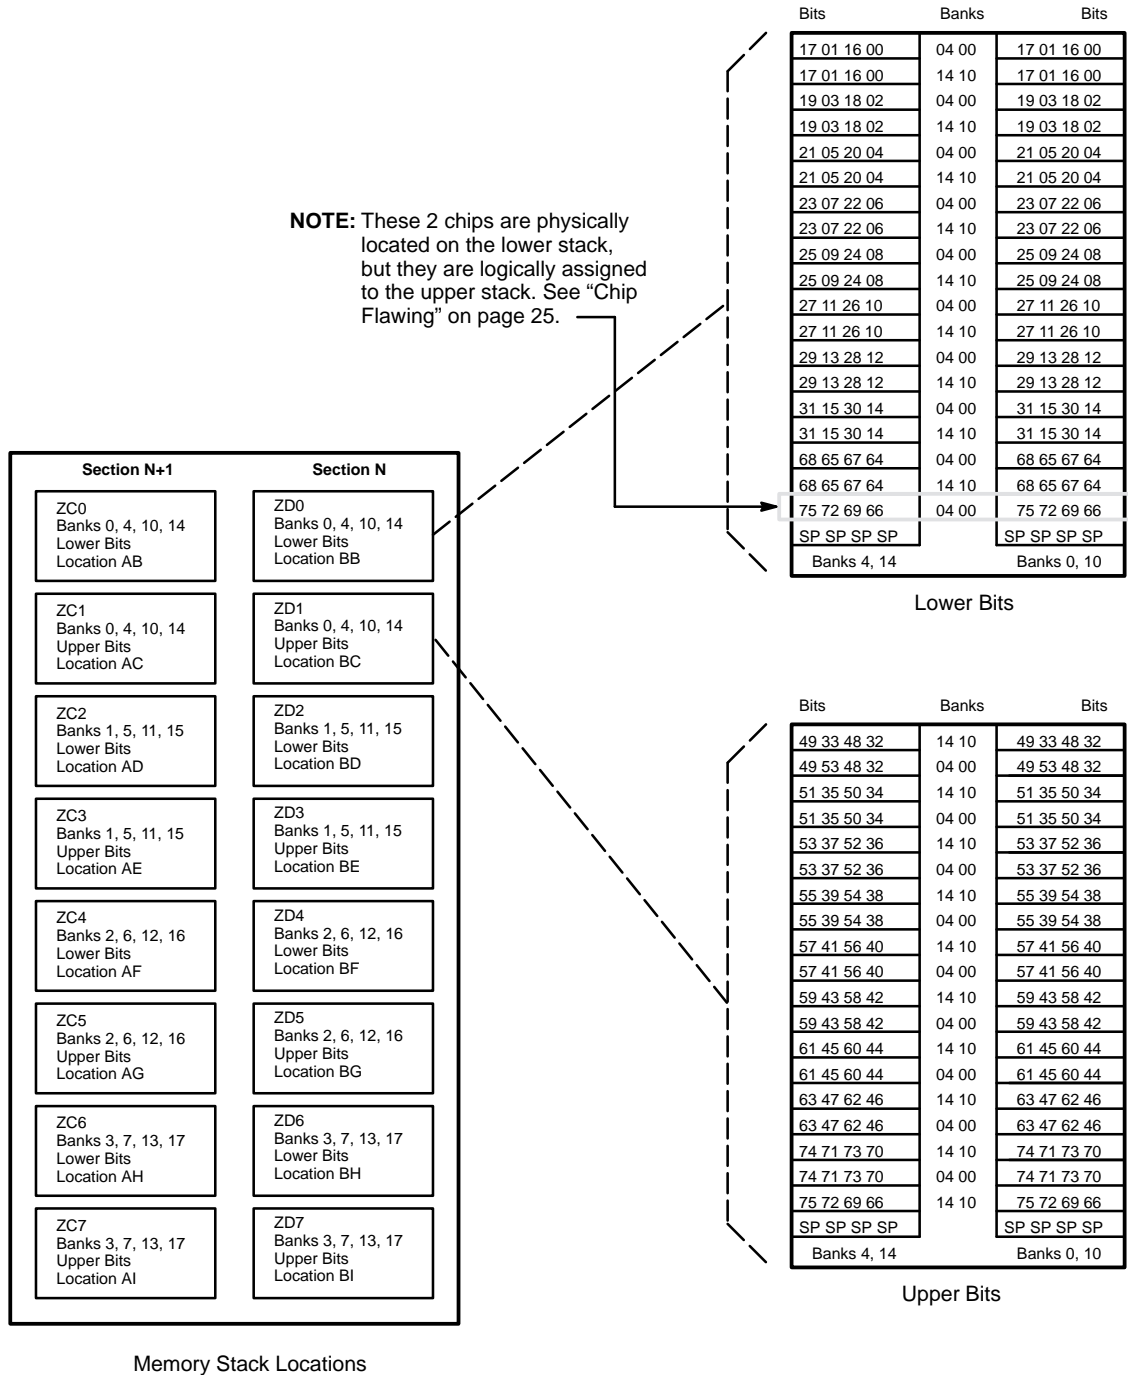 Bits Banks Bits
17 01 16 00 04 00 17 01 16 00
17 01 16 00 14 10 17 01 16 00
19 03 18 02 04 00 19 03 18 02
19 03 18 02 14 10 19 03 18 02
21 05 20 04 04 00 21 05 20 04
21 05 20 04 14 10 21 05 20 04
23 07 22 06 04 00 23 07 22 06
23 07 22 06 14 10 23 07 22 06
25 09 24 08 04 00 25 09 24 08
25 09 24 08 14 10 25 09 24 08
27 11 26 10 04 00 27 11 26 10
27 11 26 10 14 10 27 11 26 10
29 13 28 12 04 00 29 13 28 12
29 13 28 12 14 10 29 13 28 12
31 15 30 14 04 00 31 15 30 14
31 15 30 14 14 10 31 15 30 14
68 65 67 64 04 00 68 65 67 64
68 65 67 64 14 10 68 65 67 64
75 72 69 66 04 00 75 72 69 66
SP SP SP SP SP SP SP SP
Banks 4, 14 Banks 0, 10
Lower Bits
NOTE: These 2 chips are physically
located on the lower stack,
but they are logically assigned
to the upper stack. See “Chip
Flawing” on page 25.
Section N+1 Section N
ZC0
Banks 0, 4, 10, 14
Lower Bits
Location AB
ZD0
Banks 0, 4, 10, 14
Lower Bits
Location BB
ZC1
Banks 0, 4, 10, 14
Upper Bits
Location AC
ZD1
Banks 0, 4, 10, 14
Upper Bits
Location BC
ZC2
Banks 1, 5, 11, 15
Lower Bits
Location AD
ZD2
Banks 1, 5, 11, 15
Lower Bits
Location BD
ZC3
Banks 1, 5, 11, 15
Upper Bits
Location AE
ZD3
Banks 1, 5, 11, 15
Upper Bits
Location BE
ZC4
Banks 2, 6, 12, 16
Lower Bits
Location AF
ZD4
Banks 2, 6, 12, 16
Lower Bits
Location BF
ZC5
Banks 2, 6, 12, 16
Upper Bits
Location AG
ZD5
Banks 2, 6, 12, 16
Upper Bits
Location BG
ZC6
Banks 3, 7, 13, 17
Lower Bits
Location AH
ZD6
Banks 3, 7, 13, 17
Lower Bits
Location BH
ZC7
Banks 3, 7, 13, 17
Upper Bits
Location AI
ZD7
Banks 3, 7, 13, 17
Upper Bits
Location BI
Memory Stack Locations
Bits Banks Bits
49 33 48 32 14 10 49 33 48 32
49 53 48 32 04 00 49 53 48 32
51 35 50 34 14 10 51 35 50 34
51 35 50 34 04 00 51 35 50 34
53 37 52 36 14 10 53 37 52 36
53 37 52 36 04 00 53 37 52 36
55 39 54 38 14 10 55 39 54 38
55 39 54 38 04 00 55 39 54 38
57 41 56 40 14 10 57 41 56 40
57 41 56 40 04 00 57 41 56 40
59 43 58 42 14 10 59 43 58 42
59 43 58 42 04 00 59 43 58 42
61 45 60 44 14 10 61 45 60 44
61 45 60 44 04 00 61 45 60 44
63 47 62 46 14 10 63 47 62 46
63 47 62 46 04 00 63 47 62 46
74 71 73 70 14 10 74 71 73 70
74 71 73 70 04 00 74 71 73 70
75 72 69 66 14 10 75 72 69 66
SP SP SP SP SP SP SP SP
Banks 4, 14 Banks 0, 10
Upper Bits